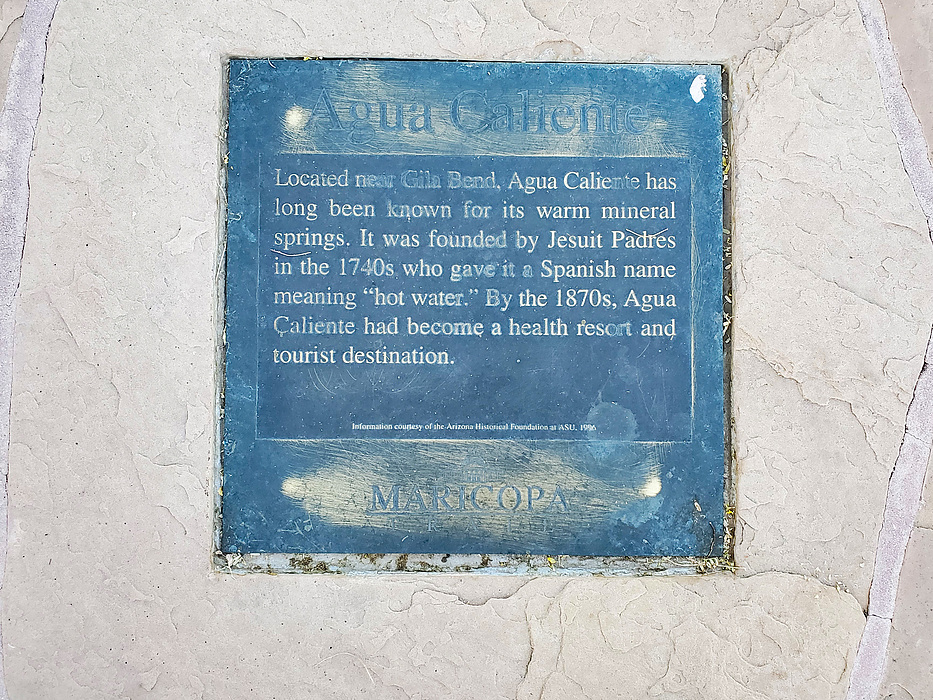 Agua Caliente
Located near Gila Bend, Agua Caliente has
long been known for its warm mineral
springs. It was founded by Jesuit Padres
in the 1740s who gave it a Spanish name
meaning “hot water.” By the 1870s, Agua
Caliente had become a health resort and
tourist destination.
Information courtesy of the Arizona Historical Foundation at ASU, 1996
MARICOPA